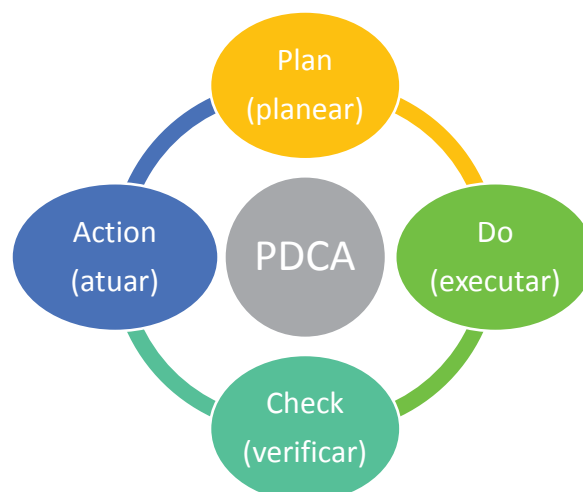 Plan
(planear)
Action
(atuar)
PDCA
Do
(executar)
Check
(verificar)